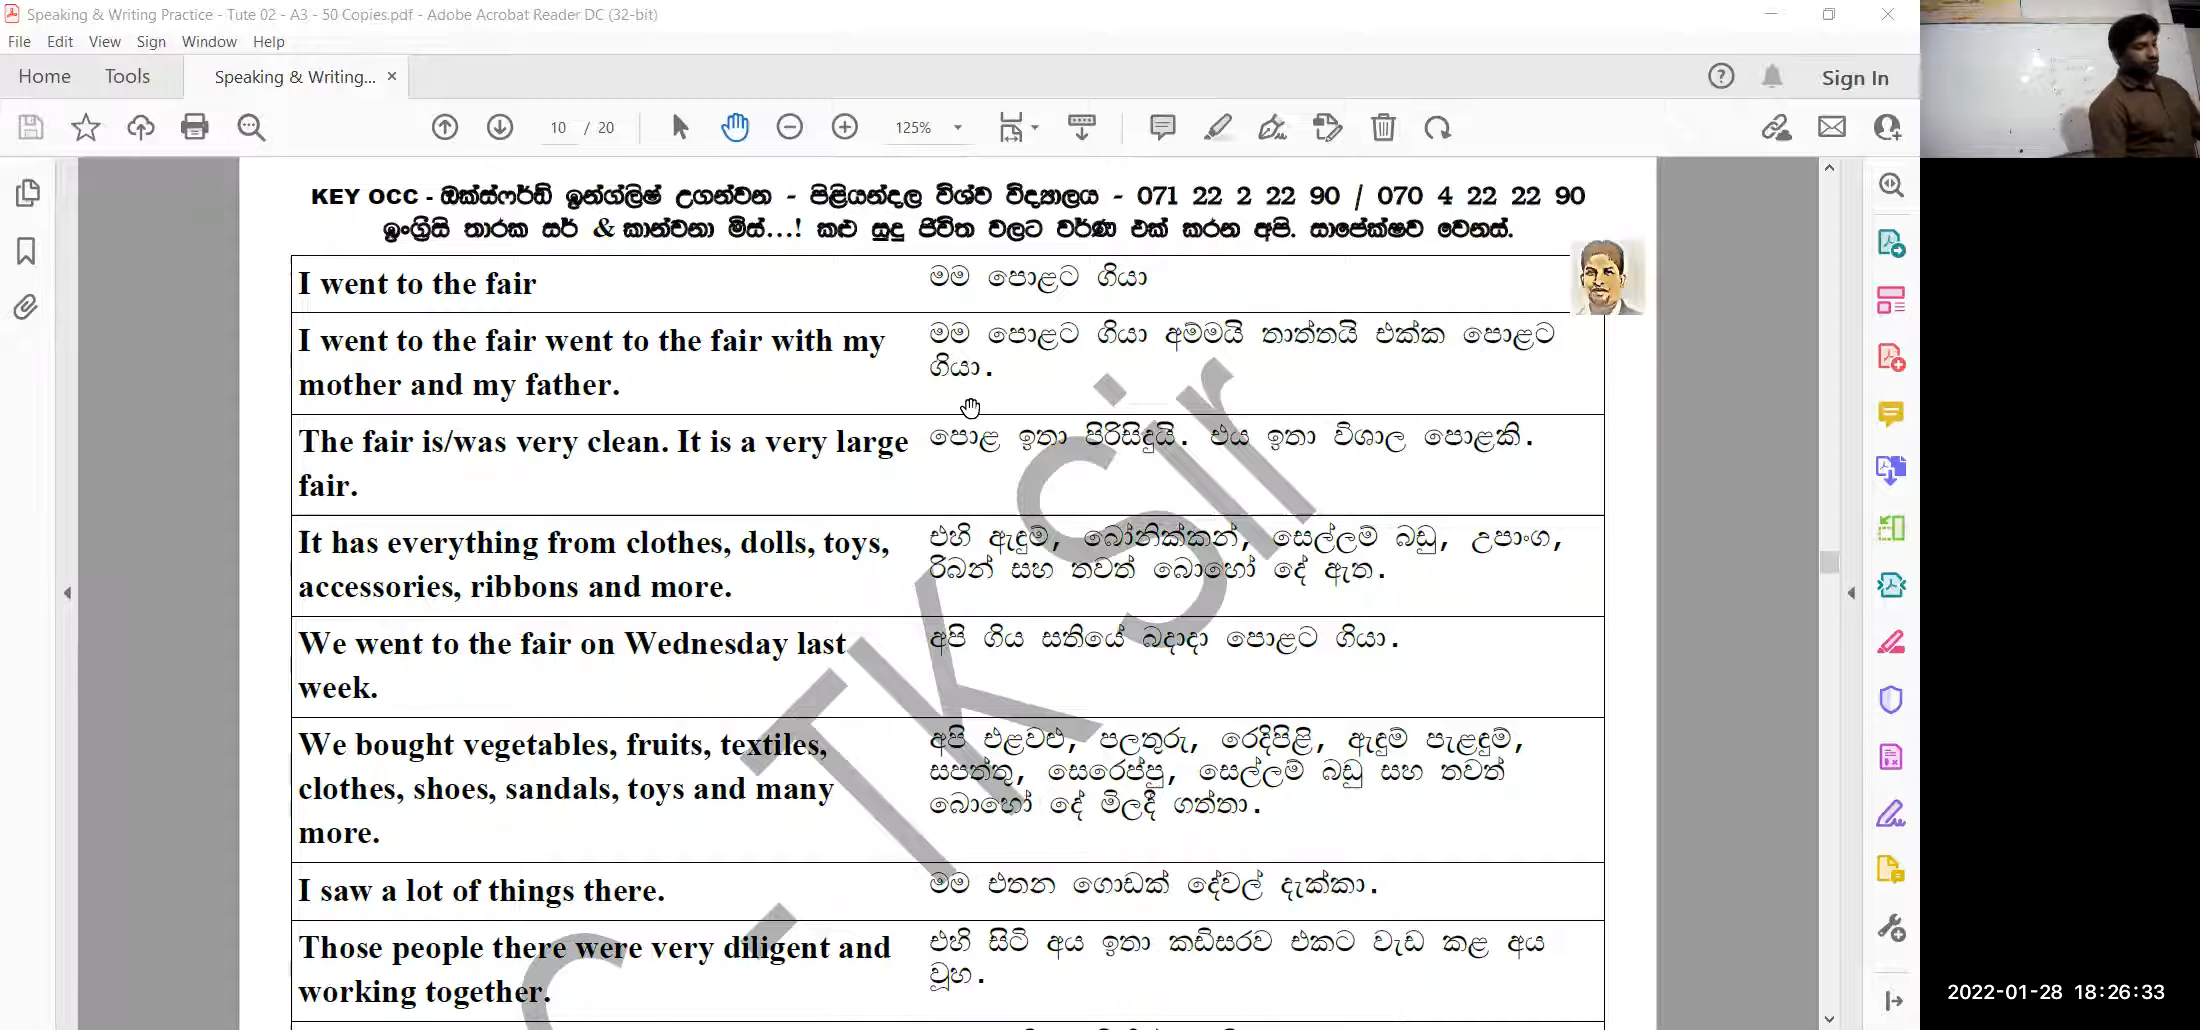 Speaking & Writing Practice - Tute 02 - A3 - 50 Copies.pdf - Adobe Acrobat Reader DC (32-bit)
File Edit View Sign Window Help
Home Tools Speaking & Writing... × Sign In
10 / 20 125%
KEY OCC - ඔක්ස්ෆර්ඩ් ඉන්ග්ලිෂ් උගන්වන - පිළියන්දල විශ්ව විද්‍යාලය - 071 22 2 22 90 / 070 4 22 22 90
ඉංග්‍රීසි තාරක සර් & කාන්චනා මිස්...! කළු සුදු ජීවිත වලට වර්ණ එක් කරන අපි. සාපේක්ෂව වෙනස්.
I went to the fair
මම පොළට ගියා
I went to the fair went to the fair with my
mother and my father.
මම පොළට ගියා අම්මයි තාත්තයි එක්ක පොළට
ගියා.
The fair is/was very clean. It is a very large
fair.
පොළ ඉතා පිරිසිදුයි. එය ඉතා විශාල පොළකි.
It has everything from clothes, dolls, toys,
accessories, ribbons and more.
එහි ඇඳුම්, බෝනික්කන්, සෙල්ලම් බඩු, උපාංග,
රිබන් සහ තවත් බොහෝ දේ ඇත.
We went to the fair on Wednesday last
week.
අපි ගිය සතියේ බදාදා පොළට ගියා.
We bought vegetables, fruits, textiles,
clothes, shoes, sandals, toys and many
more.
අපි එළවළු, පලතුරු, රෙදිපිළි, ඇඳුම් පැළඳුම්,
සපත්තු, සෙරෙප්පු, සෙල්ලම් බඩු සහ තවත්
බොහෝ දේ මිලදී ගත්තා.
I saw a lot of things there.
මම එතන ගොඩක් දේවල් දැක්කා.
Those people there were very diligent and
working together.
එහි සිටි අය ඉතා කඩිසරව එකට වැඩ කළ අය
වූහ.
- TKSir
2022-01-28 18:26:33